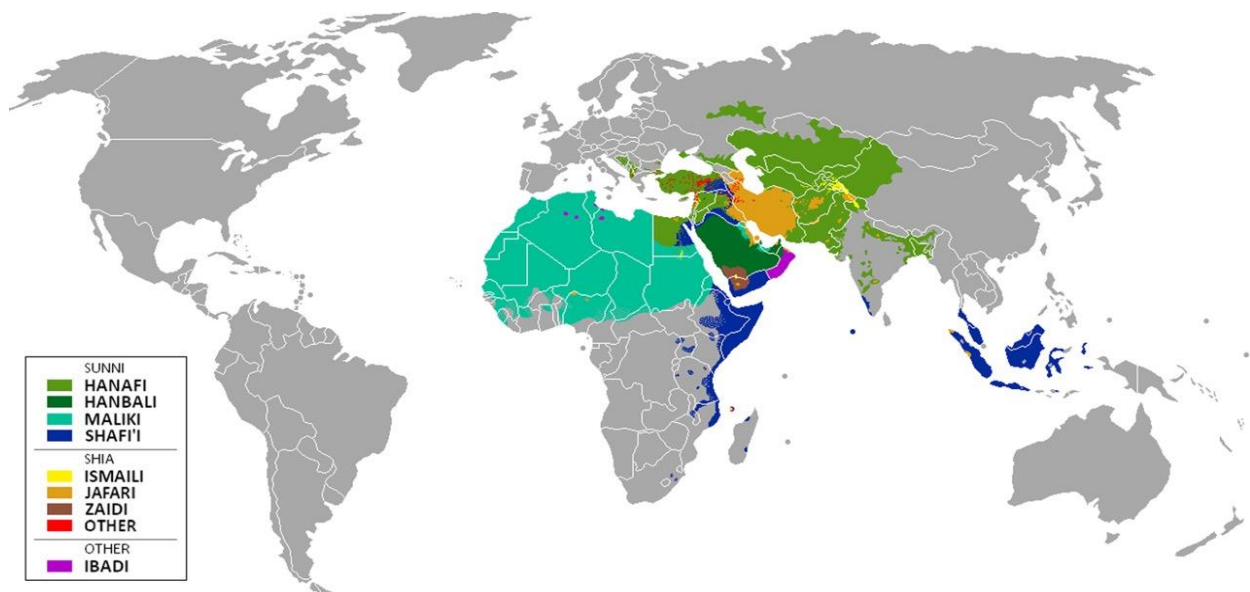 SUNNI
HANAFI
HANBALI
MALIKI
SHAFI'I
SHIA
ISMAILI
JAFARI
ZAIDI
OTHER
OTHER
IBADI